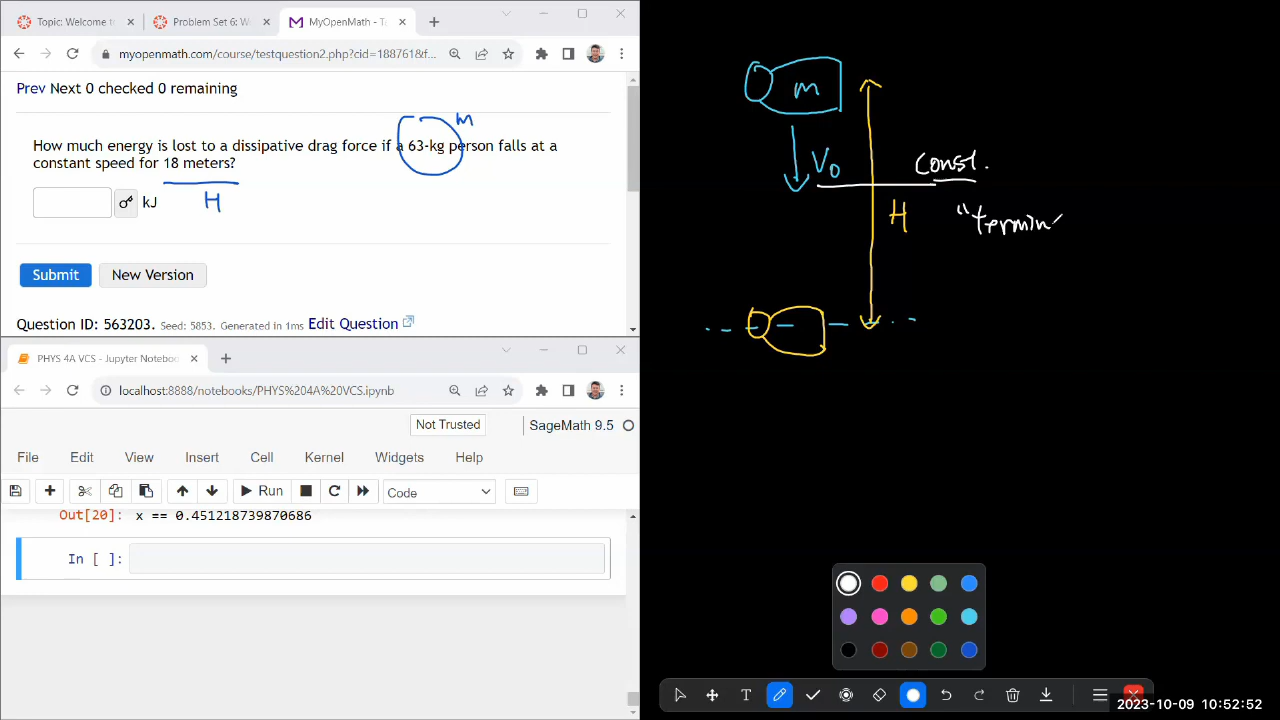 Topic: Welcome t
Problem Set 6: W
MyOpenMath - T
myopenmath.com/course/testquestion2.php?cid=188761&f...
Prev Next 0 checked 0 remaining
m
How much energy is lost to a dissipative drag force if a 63-kg person falls at a
constant speed for 18 meters?
kJ
H
Submit
New Version
Question ID: 563203. Seed: 5853. Generated in 1ms Edit Question
PHYS 4A VCS - Jupyter Noteboo
localhost:8888/notebooks/PHYS%204A%20VCS.ipynb
Not Trusted
SageMath 9.5
File Edit View Insert Cell Kernel Widgets Help
Run
Code
Out[20]: x == 0.451218739870686
In [ ]:
m
V0
const.
H
"termin
T
2023-10-09 10:52:52